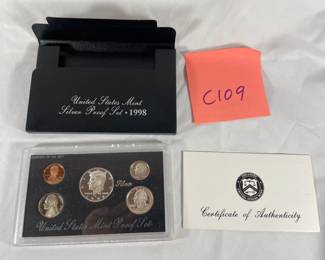 United States Mint
Silver Proof Set • 1998
C109
Silver
United States Mint Proof Set
Certificate of Authenticity